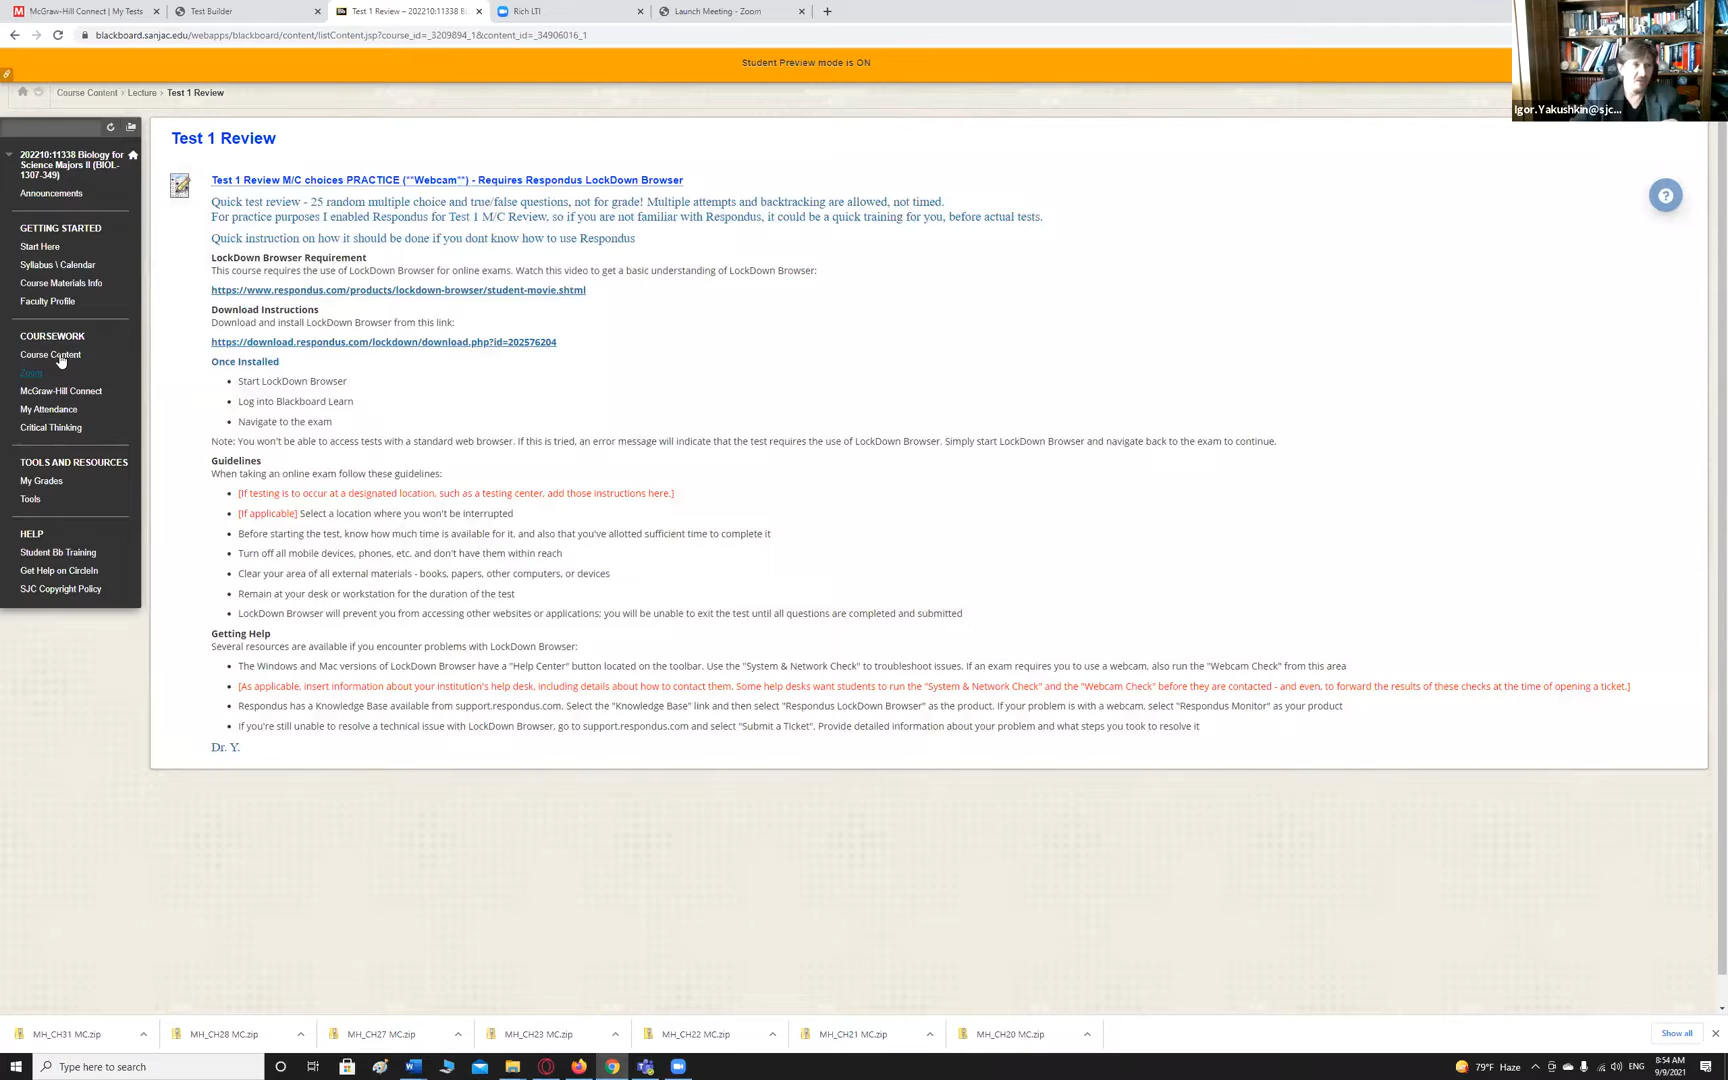 McGraw-Hill Connect | My Tests
Test Builder
Test 1 Review – 202210:11338 Bi
Rich LTI
Launch Meeting - Zoom
blackboard.sanjac.edu/webapps/blackboard/content/listContent.jsp?course_id=_3209894_1&content_id=_34906016_1
Student Preview mode is ON
Igor.Yakushkin@sjc...
Course Content > Lecture > Test 1 Review
202210:11338 Biology for
Science Majors II (BIOL-
1307-349)
Announcements
GETTING STARTED
Start Here
Syllabus \ Calendar
Course Materials Info
Faculty Profile
COURSEWORK
Course Content
Zoom
McGraw-Hill Connect
My Attendance
Critical Thinking
TOOLS AND RESOURCES
My Grades
Tools
HELP
Student Bb Training
Get Help on CircleIn
SJC Copyright Policy
Test 1 Review
Test 1 Review M/C choices PRACTICE (**Webcam**) - Requires Respondus LockDown Browser
Quick test review - 25 random multiple choice and true/false questions, not for grade! Multiple attempts and backtracking are allowed, not timed.
For practice purposes I enabled Respondus for Test 1 M/C Review, so if you are not familiar with Respondus, it could be a quick training for you, before actual tests.
Quick instruction on how it should be done if you dont know how to use Respondus
LockDown Browser Requirement
This course requires the use of LockDown Browser for online exams. Watch this video to get a basic understanding of LockDown Browser:
https://www.respondus.com/products/lockdown-browser/student-movie.shtml
Download Instructions
Download and install LockDown Browser from this link:
https://download.respondus.com/lockdown/download.php?id=202576204
Once Installed
• Start LockDown Browser
• Log into Blackboard Learn
• Navigate to the exam
Note: You won't be able to access tests with a standard web browser. If this is tried, an error message will indicate that the test requires the use of LockDown Browser. Simply start LockDown Browser and navigate back to the exam to continue.
Guidelines
When taking an online exam follow these guidelines:
• [If testing is to occur at a designated location, such as a testing center, add those instructions here.]
• [If applicable] Select a location where you won't be interrupted
• Before starting the test, know how much time is available for it, and also that you've allotted sufficient time to complete it
• Turn off all mobile devices, phones, etc. and don't have them within reach
• Clear your area of all external materials - books, papers, other computers, or devices
• Remain at your desk or workstation for the duration of the test
• LockDown Browser will prevent you from accessing other websites or applications; you will be unable to exit the test until all questions are completed and submitted
Getting Help
Several resources are available if you encounter problems with LockDown Browser:
• The Windows and Mac versions of LockDown Browser have a "Help Center" button located on the toolbar. Use the "System & Network Check" to troubleshoot issues. If an exam requires you to use a webcam, also run the "Webcam Check" from this area
• [As applicable, insert information about your institution's help desk, including details about how to contact them. Some help desks want students to run the "System & Network Check" and the "Webcam Check" before they are contacted - and even, to forward the results of these checks at the time of opening a ticket.]
• Respondus has a Knowledge Base available from support.respondus.com. Select the "Knowledge Base" link and then select "Respondus LockDown Browser" as the product. If your problem is with a webcam, select "Respondus Monitor" as your product
• If you're still unable to resolve a technical issue with LockDown Browser, go to support.respondus.com and select "Submit a Ticket". Provide detailed information about your problem and what steps you took to resolve it
Dr. Y.
MH_CH31 MC.zip
MH_CH28 MC.zip
MH_CH27 MC.zip
MH_CH23 MC.zip
MH_CH22 MC.zip
MH_CH21 MC.zip
MH_CH20 MC.zip
Show all
Type here to search
79°F Haze
ENG
8:54 AM
9/9/2021